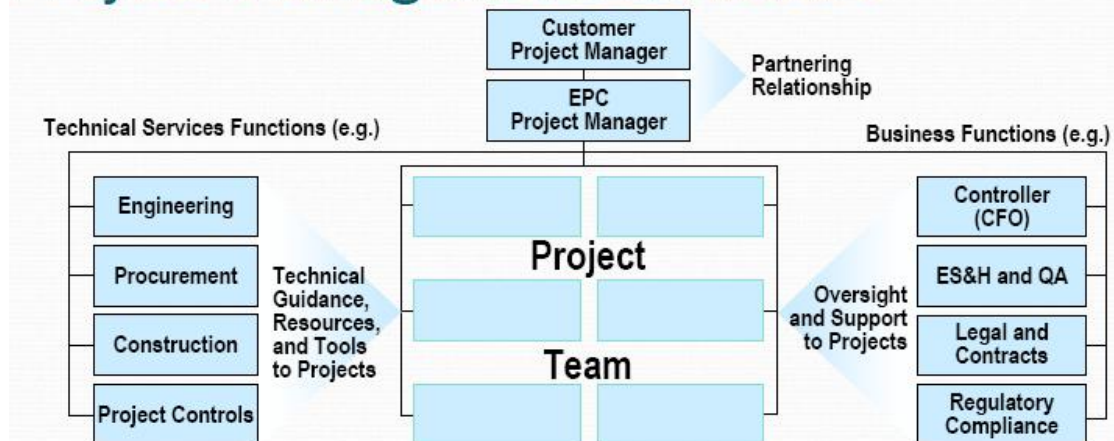 Customer
Project Manager
Partnering
Relationship
EPC
Project Manager
Technical Services Functions (e.g.)
Business Functions (e.g.)
Engineering
Procurement
Construction
Project Controls
Technical
Guidance,
Resources,
and Tools
to Projects
Project
Team
Oversight
and Support
to Projects
Controller
(CFO)
ES&H and QA
Legal and
Contracts
Regulatory
Compliance